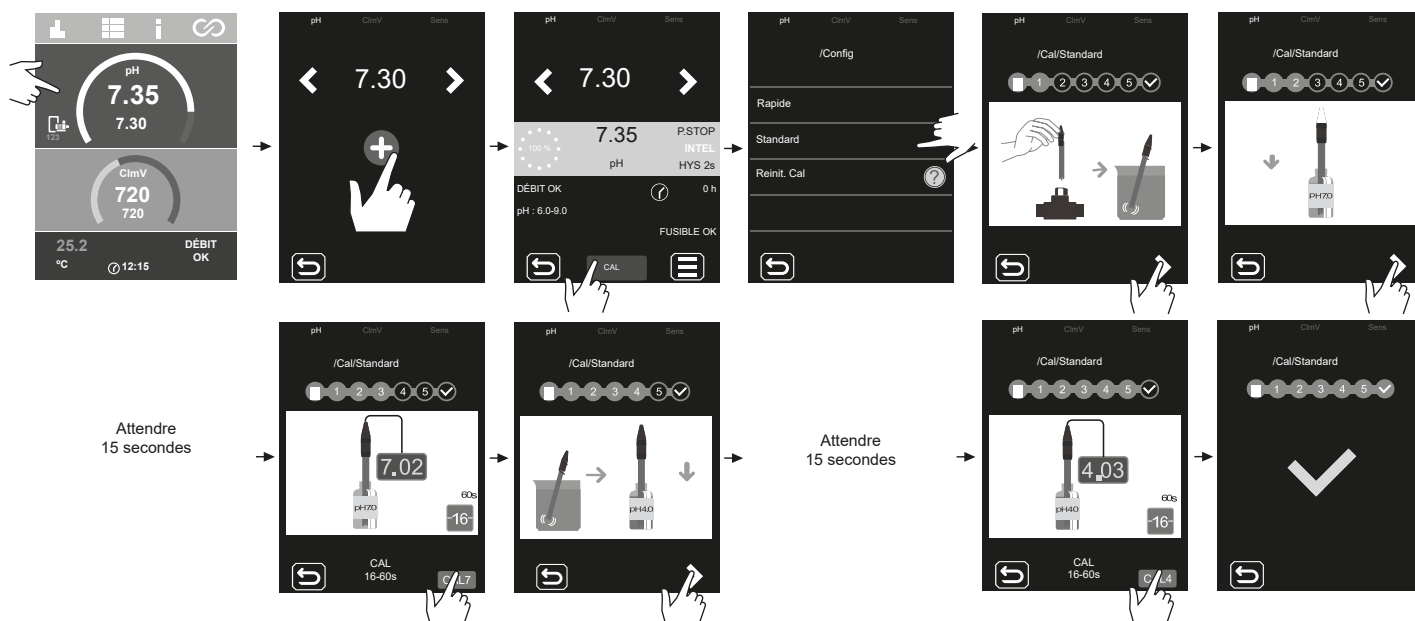 pH
7.35
7.30
123
ClmV
720
720
25.2
°C
12:15
DÉBIT
OK
pH ClmV Sens
7.30
pH ClmV Sens
7.30
100 %
7.35
pH
P.STOP
INTEL
HYS 2s
DÉBIT OK
0 h
pH : 6.0-9.0
FUSIBLE OK
CAL
pH ClmV Sens
/Config
Rapide
Standard
Reinit. Cal
?
pH ClmV Sens
/Cal/Standard
1 2 3 4 5
pH ClmV Sens
/Cal/Standard
1 2 3 4 5
PH7.0
Attendre
15 secondes
pH ClmV Sens
/Cal/Standard
1 2 3 4 5
7.02
pH7.0
60s
-16-
CAL
16-60s
CAL7
pH ClmV Sens
/Cal/Standard
1 2 3 4 5
pH4.0
Attendre
15 secondes
pH ClmV Sens
/Cal/Standard
1 2 3 4 5
4.03
pH4.0
60s
-16-
CAL
16-60s
CAL4
pH ClmV Sens
/Cal/Standard
1 2 3 4 5